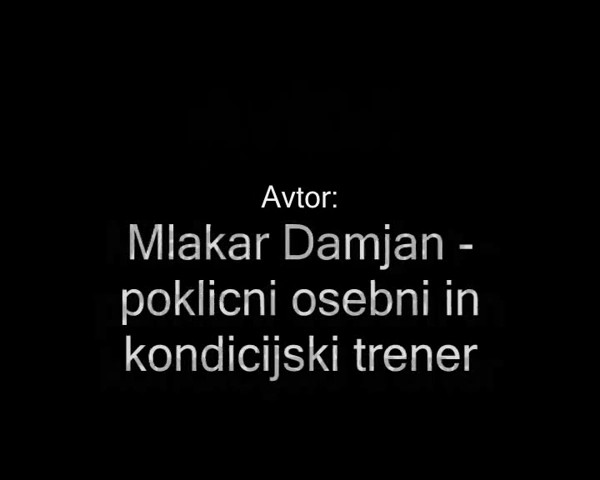 Avtor:
Mlakar Damjan -
poklicni osebni in
kondicijski trener